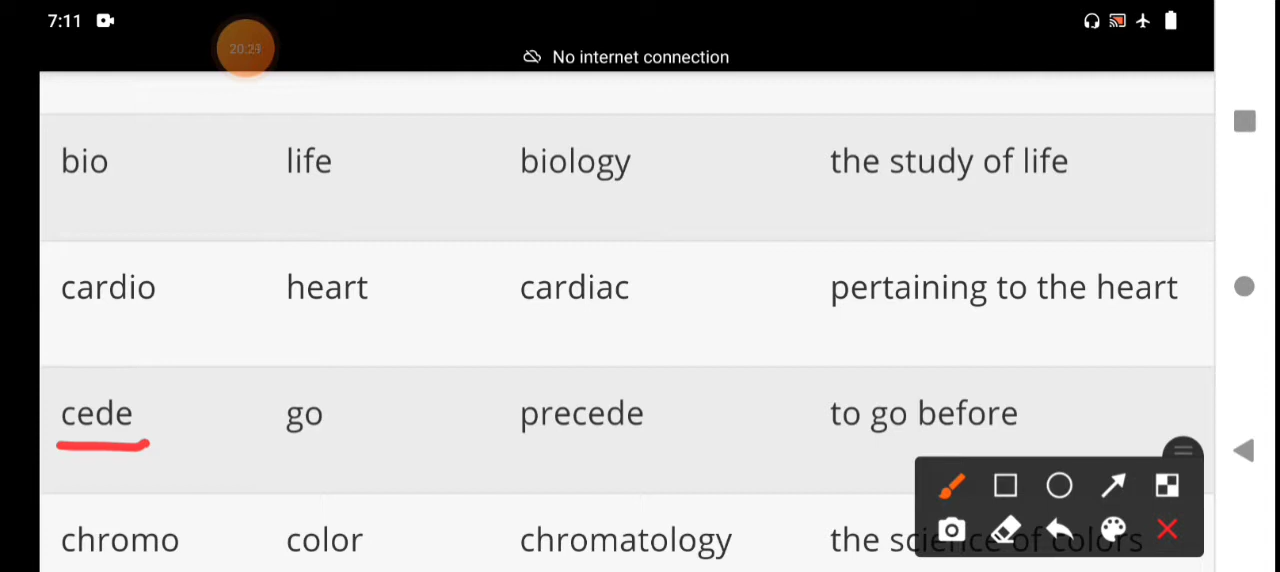 7:11
20:21
No internet connection
bio life biology the study of life
cardio heart cardiac pertaining to the heart
cede go precede to go before
chromo color chromatology the science of colors